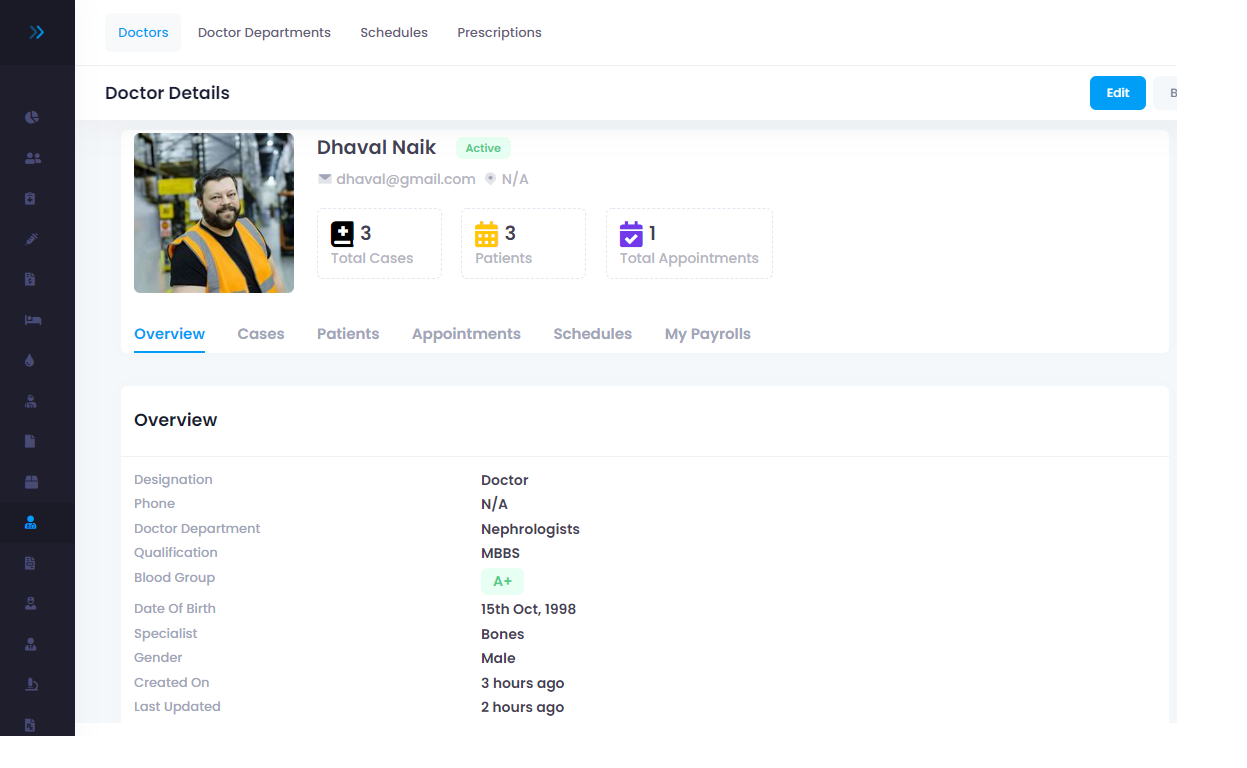 Doctors Doctor Departments Schedules Prescriptions
Doctor Details
Edit
B
Dhaval Naik Active
dhaval@gmail.com N/A
3 3 1
Total Cases Patients Total Appointments
Overview Cases Patients Appointments Schedules My Payrolls
Overview
Designation Doctor
Phone N/A
Doctor Department Nephrologists
Qualification MBBS
Blood Group A+
Date Of Birth 15th Oct, 1998
Specialist Bones
Gender Male
Created On 3 hours ago
Last Updated 2 hours ago